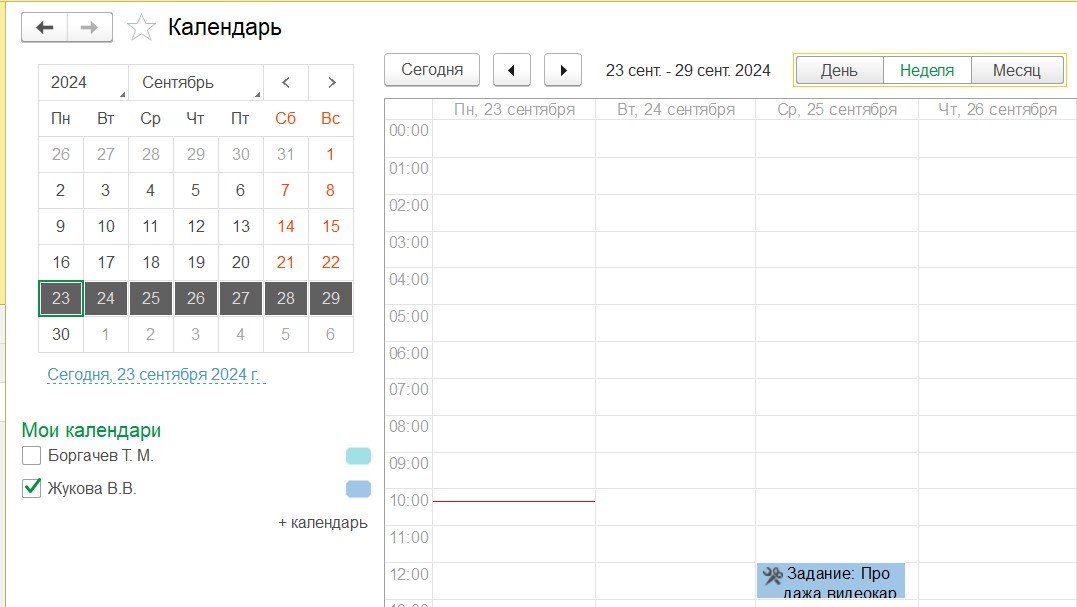 Календарь
2024 Сентябрь < >
Пн Вт Ср Чт Пт Сб Вс
26 27 28 29 30 31 1
2 3 4 5 6 7 8
9 10 11 12 13 14 15
16 17 18 19 20 21 22
23 24 25 26 27 28 29
30 1 2 3 4 5 6
Сегодня, 23 сентября 2024 г.
Мои календари
Боргачев Т. М.
Жукова В.В.
+ календарь
Сегодня 23 сент. - 29 сент. 2024 День Неделя Месяц
Пн, 23 сентября Вт, 24 сентября Ср, 25 сентября Чт, 26 сентября
00:00
01:00
02:00
03:00
04:00
05:00
06:00
07:00
08:00
09:00
10:00
11:00
12:00
Задание: Про
дажа видеокар